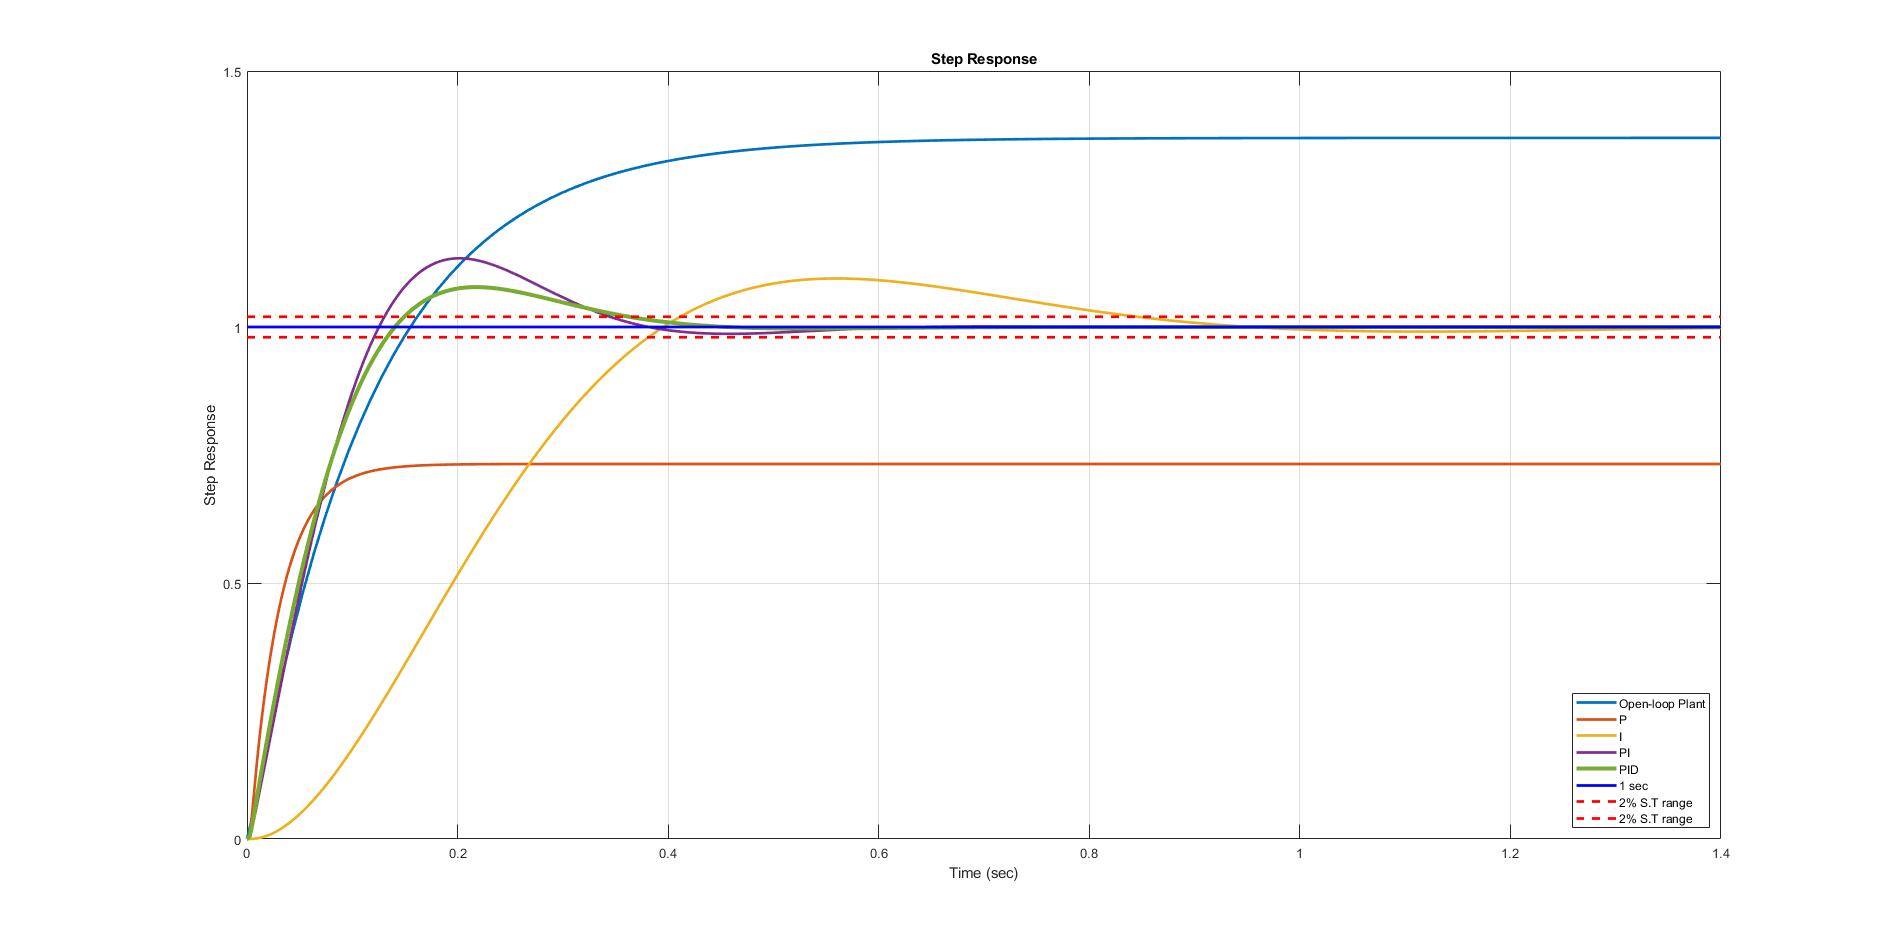 Step Response
1.5
1
0.5
0
Step Response
0
0.2
0.4
0.6
0.8
1
1.2
1.4
Time (sec)
Open-loop Plant
P
I
PI
PID
1 sec
2% S.T range
2% S.T range